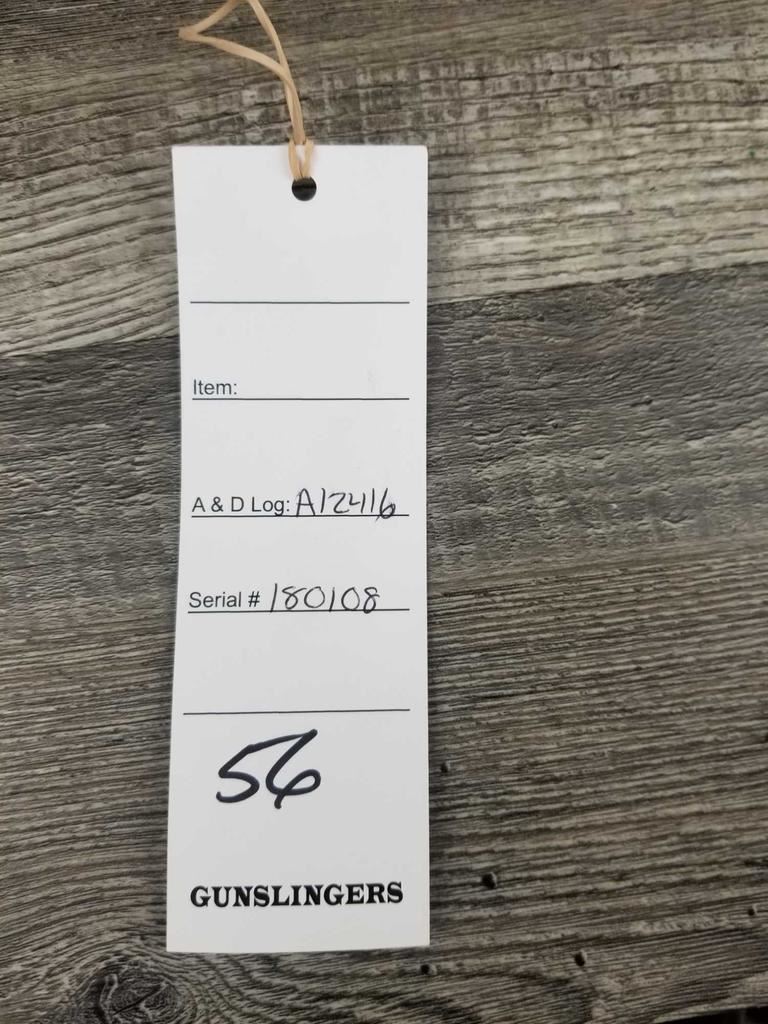 Item:
A & D Log: A12416
Serial # 180108
56
GUNSLINGERS